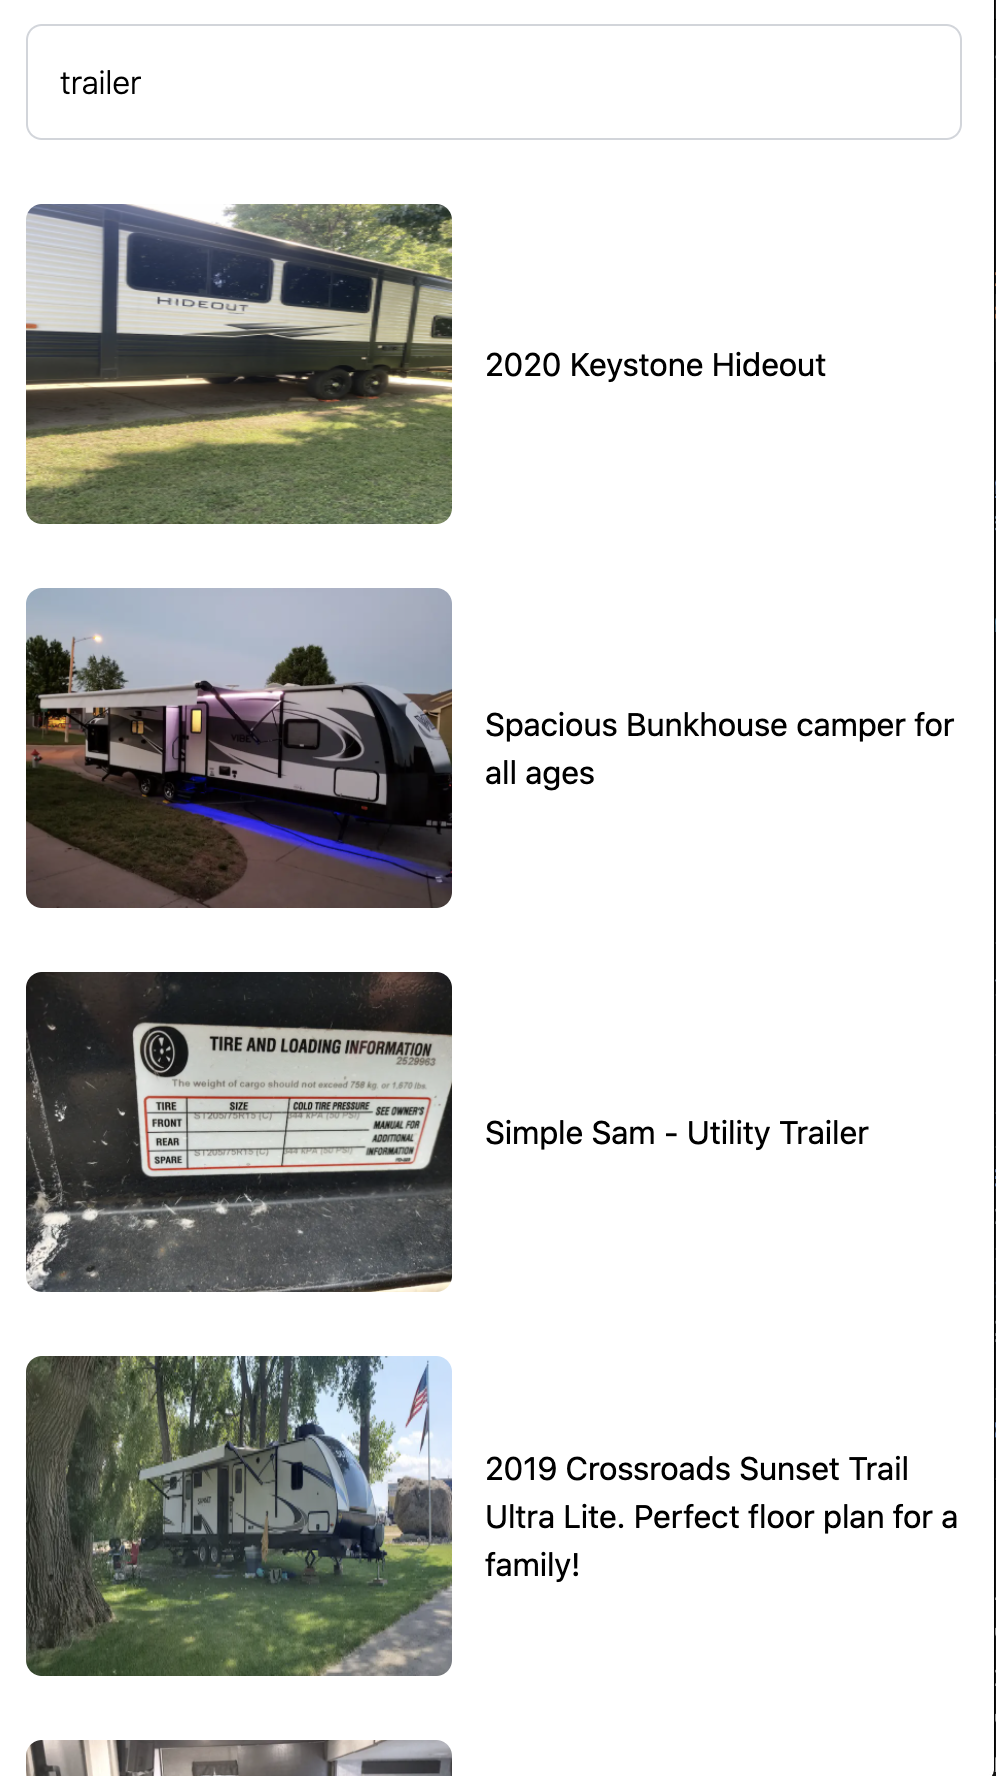 trailer
HIDEOUT
2020 Keystone Hideout
VIBE
Spacious Bunkhouse camper for
all ages
TIRE AND LOADING INFORMATION
2529963
The weight of cargo should not exceed 758 kg. or 1,670 lbs.
TIRE SIZE COLD TIRE PRESSURE SEE OWNER'S
MANUAL FOR
ADDITIONAL
INFORMATION
FRONT ST205/75R15 (C) 344 KPA (50 PSI)
REAR
SPARE ST205/75R15 (C) 344 KPA (50 PSI)
Simple Sam - Utility Trailer
SUNSET
2019 Crossroads Sunset Trail
Ultra Lite. Perfect floor plan for a
family!